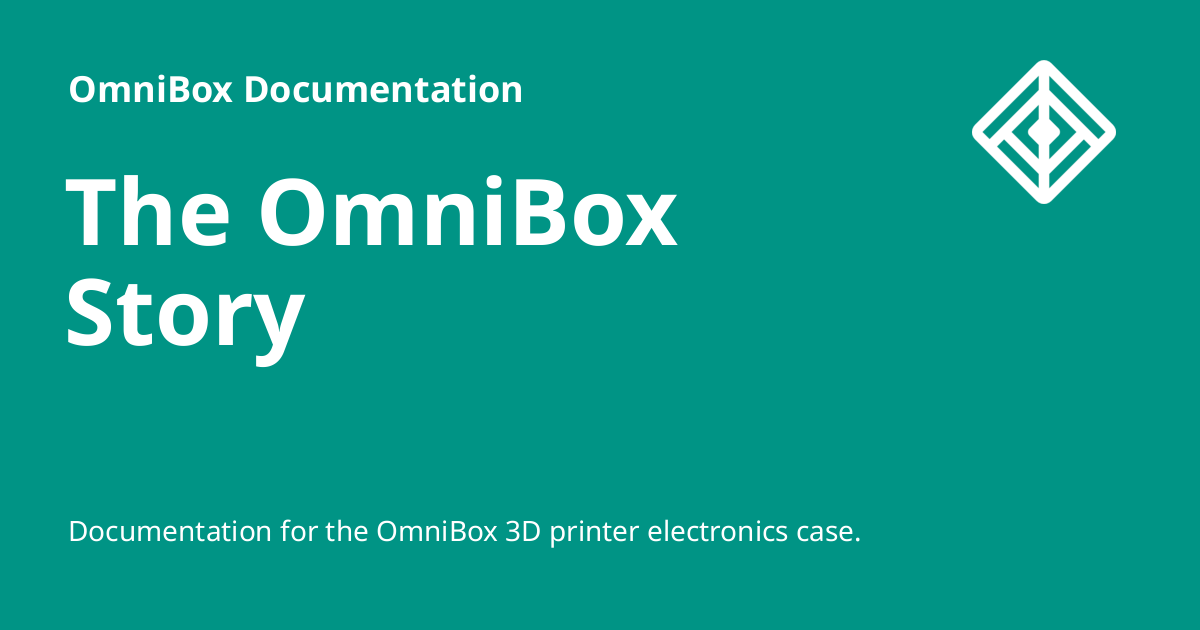 OmniBox Documentation
The OmniBox
Story
Documentation for the OmniBox 3D printer electronics case.